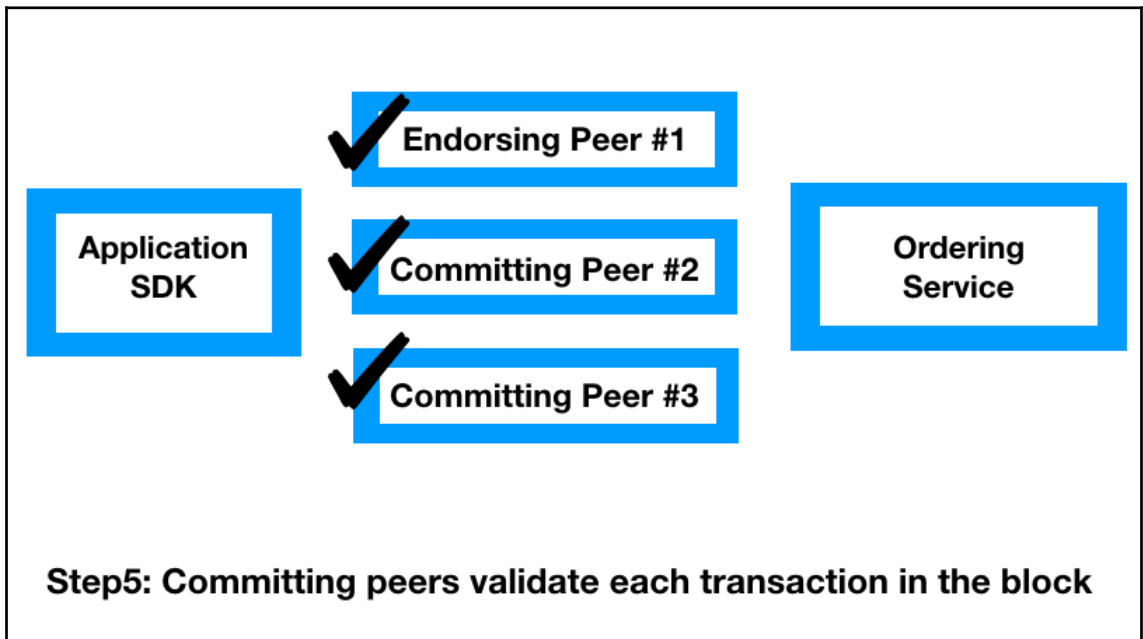 Endorsing Peer #1
Application
SDK
Committing Peer #2
Ordering
Service
Committing Peer #3
Step5: Committing peers validate each transaction in the block